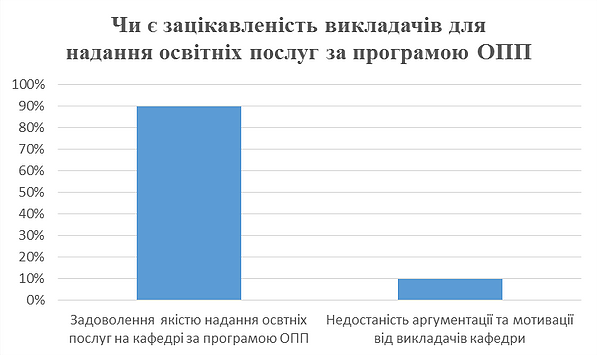 Чи є зацікавленість викладачів для
надання освітніх послуг за програмою ОПП
100%
90%
80%
70%
60%
50%
40%
30%
20%
10%
0%
Задоволення якістю надання освтніх
послуг на кафедрі за програмою ОПП
Недостаність аргументації та мотивації
від викладачів кафедри